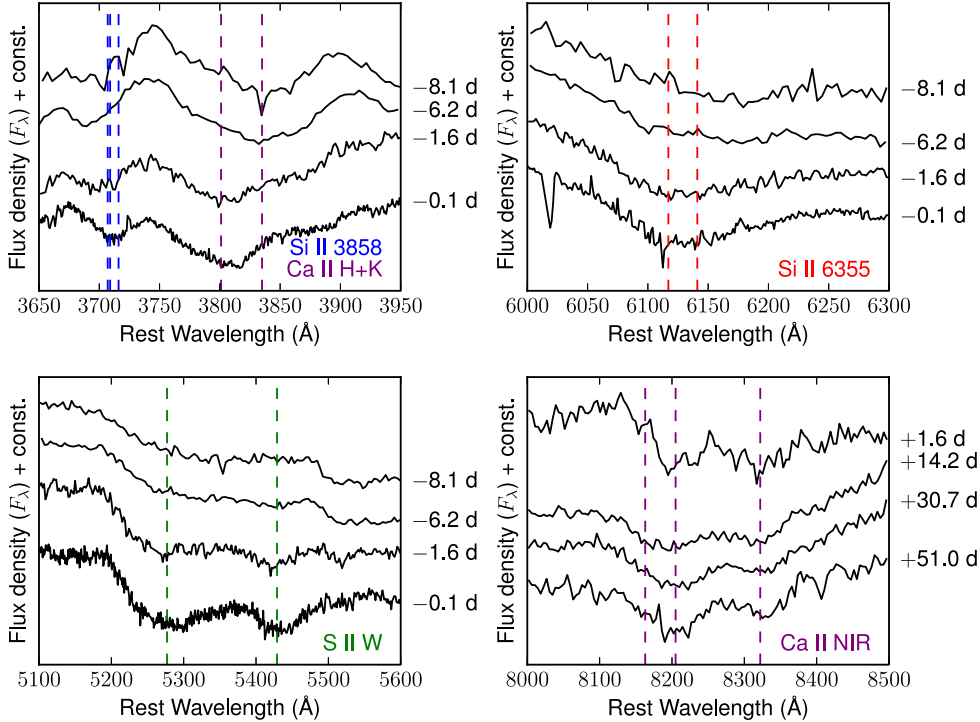 Flux density (Fλ) + const.
−8.1 d
−6.2 d
−1.6 d
−0.1 d
Si II 3858
Ca II H+K
3650 3700 3750 3800 3850 3900 3950
Rest Wavelength (Å)
Flux density (Fλ) + const.
−8.1 d
−6.2 d
−1.6 d
−0.1 d
Si II 6355
6000 6050 6100 6150 6200 6250 6300
Rest Wavelength (Å)
Flux density (Fλ) + const.
−8.1 d
−6.2 d
−1.6 d
−0.1 d
S II W
5100 5200 5300 5400 5500 5600
Rest Wavelength (Å)
Flux density (Fλ) + const.
+1.6 d
+14.2 d
+30.7 d
+51.0 d
Ca II NIR
8000 8100 8200 8300 8400 8500
Rest Wavelength (Å)